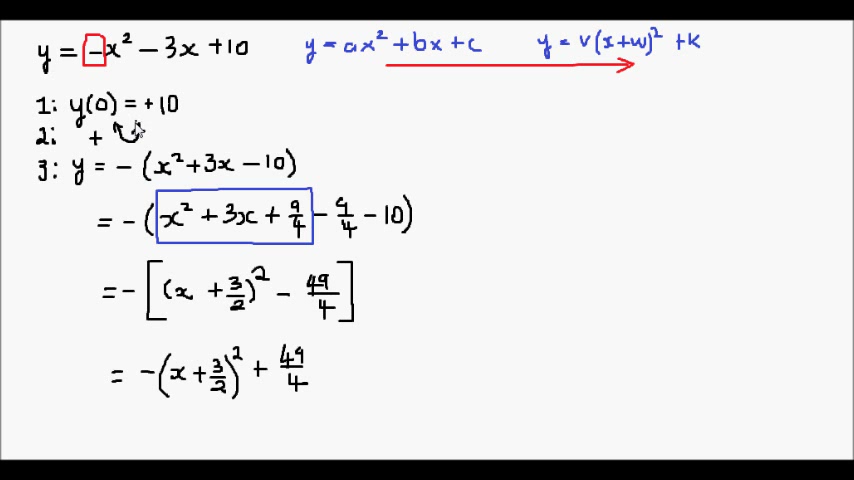 y = -x² - 3x + 10 y = ax² + bx + c y = v(x+w)² + k
1: y(0) = +10
2: +
3: y = - (x² + 3x - 10)
= - (x² + 3x + 9/4 - 9/4 - 10)
= - [(x + 3/2)² - 49/4]
= - (x + 3/2)² + 49/4